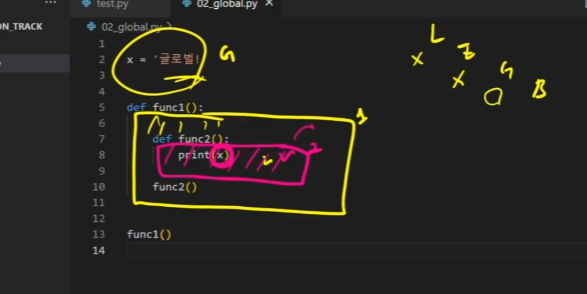 test.py
02_global.py
ON_TRACK
02_global.py
1
2 x = '글로벌!
3
4
5 def func1():
6
7 def func2():
8 print(x)
9
10 func2()
11
12
13 func1()
14
L E G B
x x
G
1
2